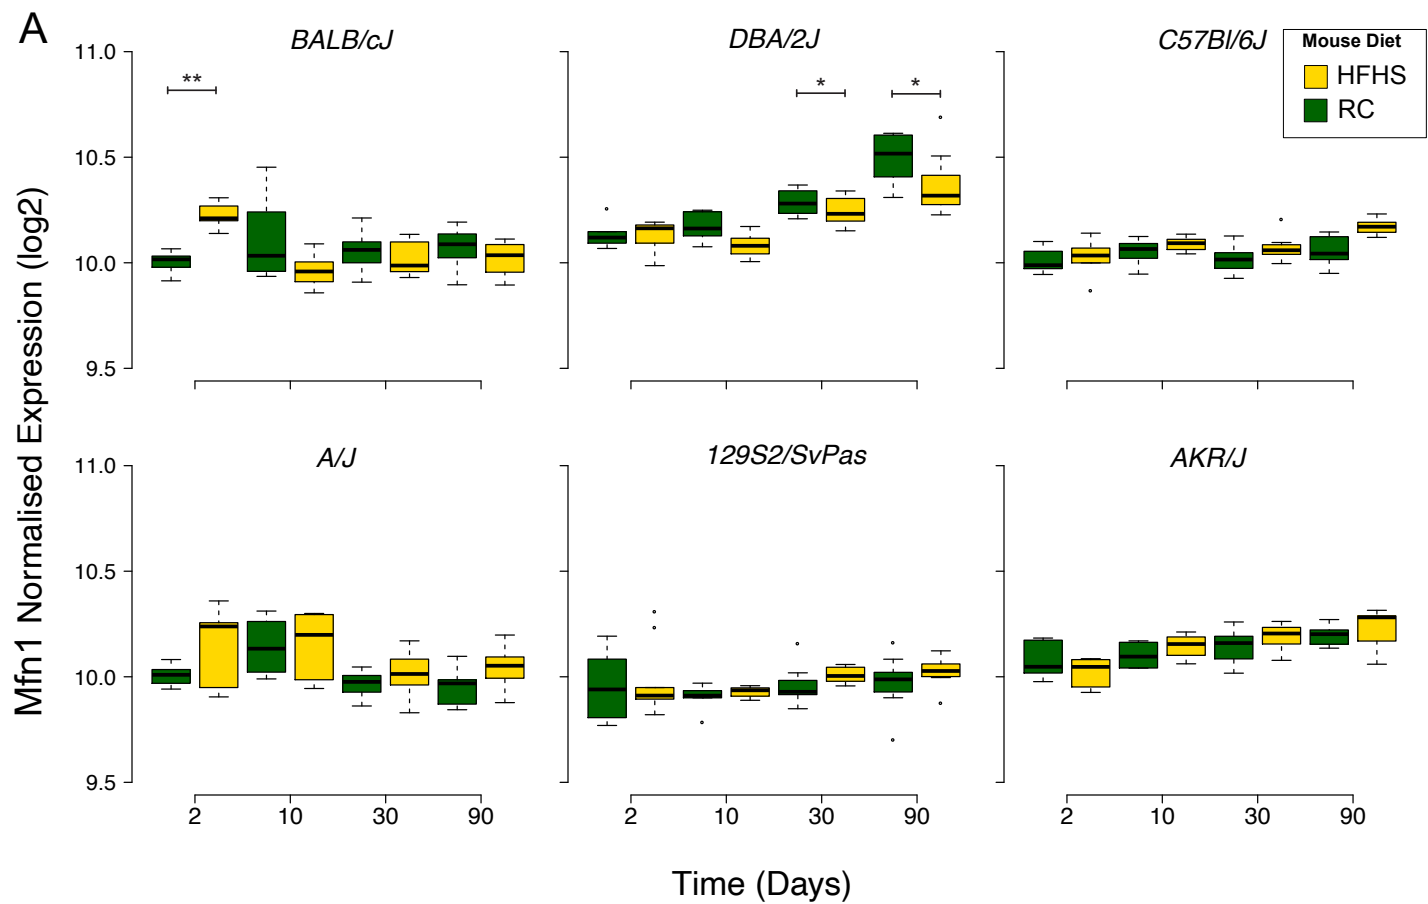 A
BALB/cJ
DBA/2J
C57Bl/6J
Mouse Diet
HFHS
RC
11.0
10.5
10.0
9.5
**
*
*
Mfn1 Normalised Expression (log2)
A/J
129S2/SvPas
AKR/J
11.0
10.5
10.0
9.5
2
10
30
90
2
10
30
90
2
10
30
90
Time (Days)